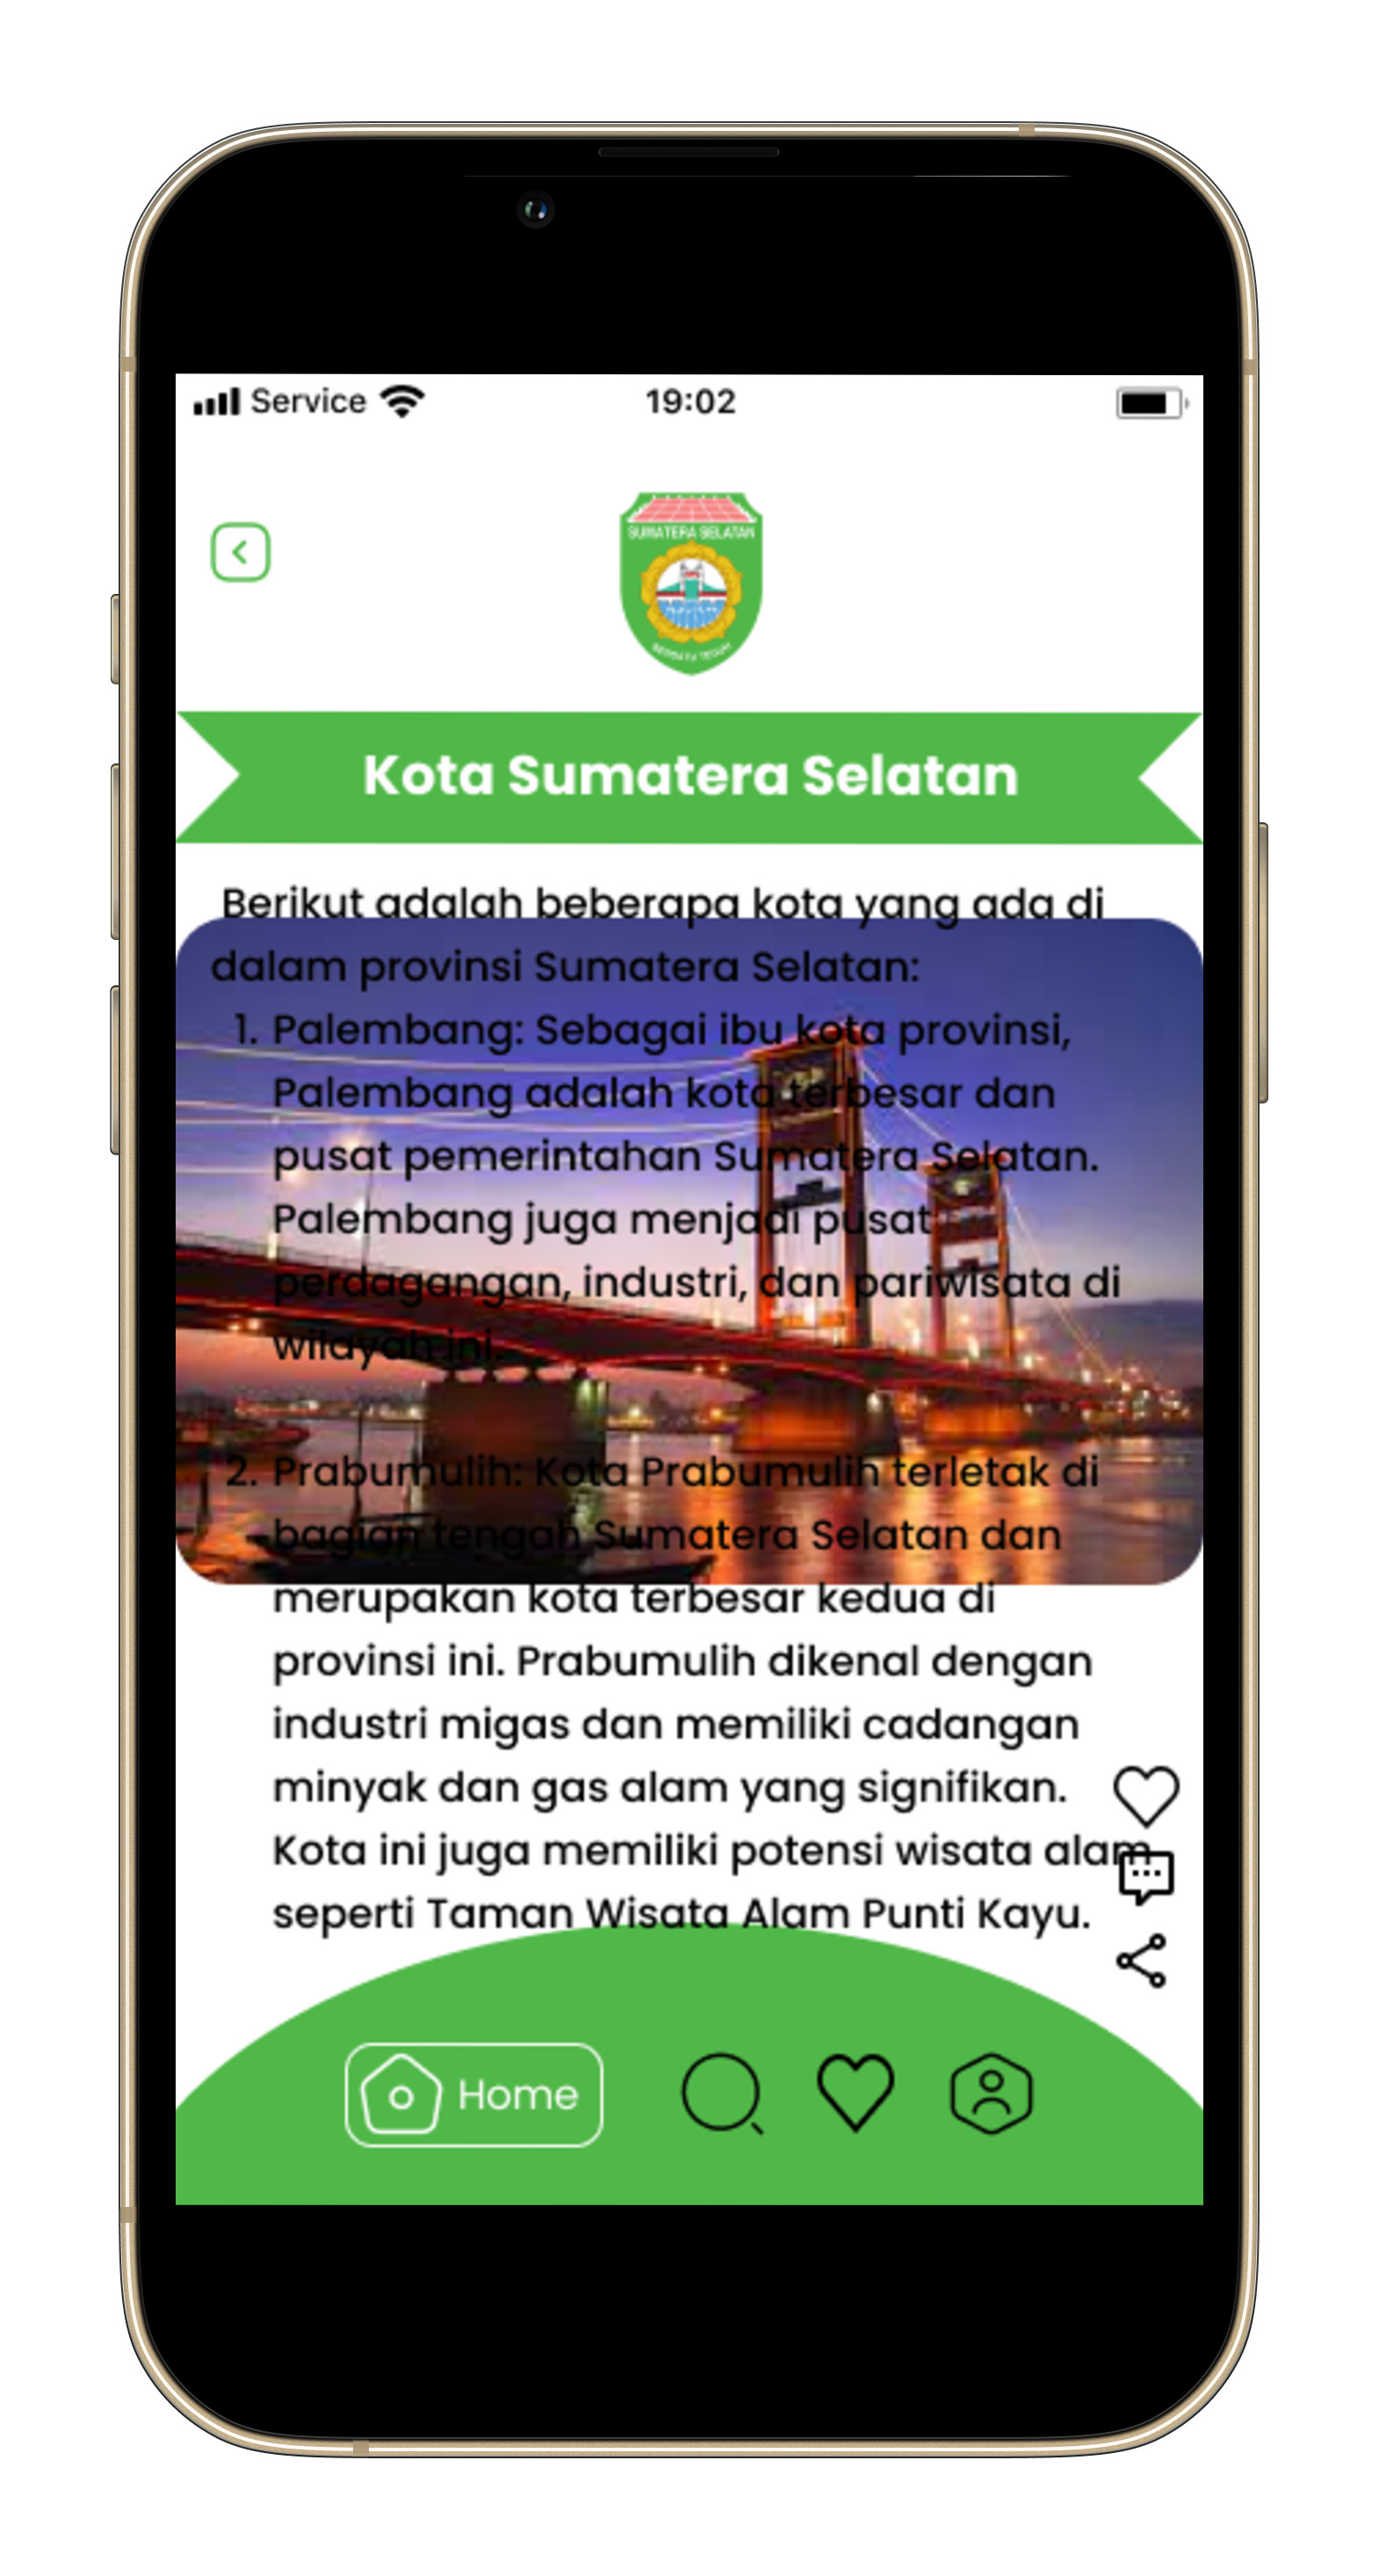 Service 19:02
SUMATERA SELATAN
Kota Sumatera Selatan
Berikut adalah beberapa kota yang ada di
dalam provinsi Sumatera Selatan:
1. Palembang: Sebagai ibu kota provinsi,
Palembang adalah kota terbesar dan
pusat pemerintahan Sumatera Selatan.
Palembang juga menjadi pusat
perdagangan, industri, dan pariwisata di
wilayah ini.
2. Prabumulih: Kota Prabumulih terletak di
bagian tengah Sumatera Selatan dan
merupakan kota terbesar kedua di
provinsi ini. Prabumulih dikenal dengan
industri migas dan memiliki cadangan
minyak dan gas alam yang signifikan.
Kota ini juga memiliki potensi wisata alam
seperti Taman Wisata Alam Punti Kayu.
Home